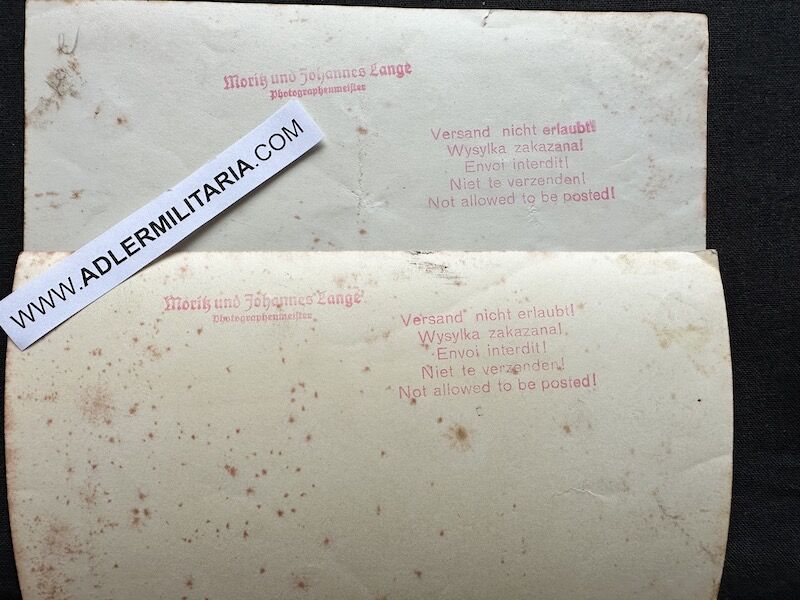 Moritz und Johannes Lange
Photographenmeister
Versand nicht erlaubt!
Wysylka zakazana!
Envoi interdit!
Niet te verzenden!
Not allowed to be posted!
WWW.ADLERMILITARIA.COM
Moritz und Johannes Lange
Photographenmeister
Versand nicht erlaubt!
Wysylka zakazana!
Envoi interdit!
Niet te verzenden!
Not allowed to be posted!